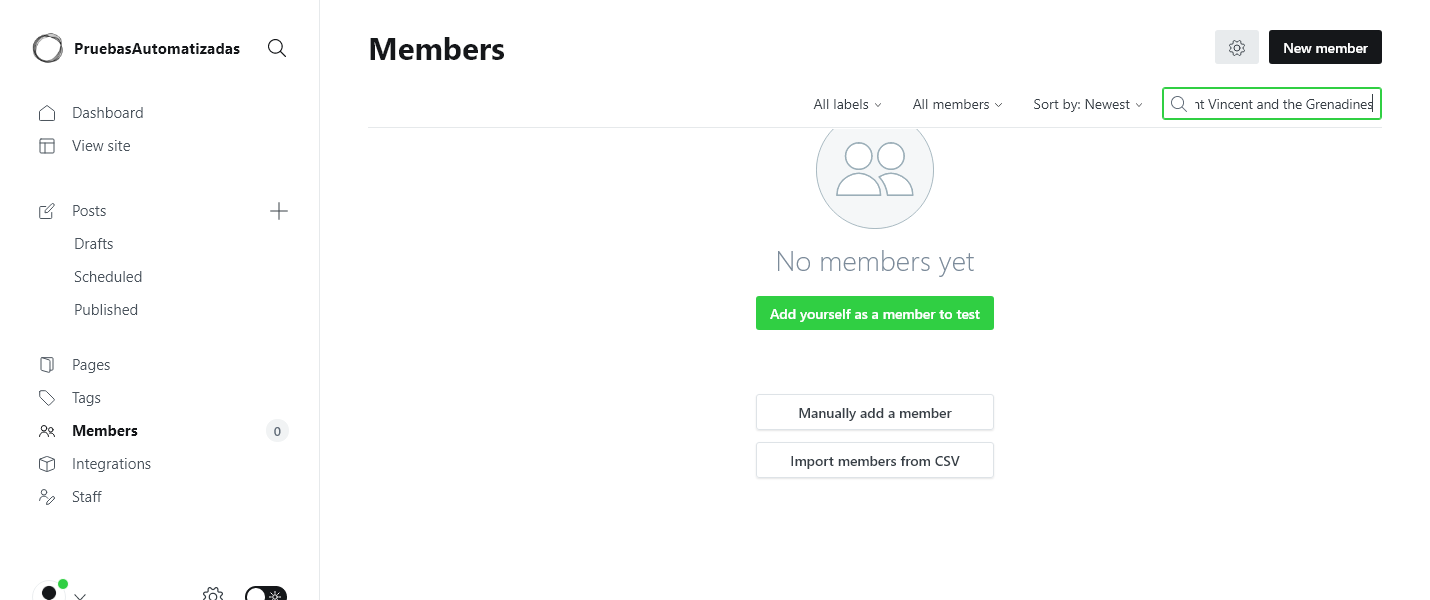 PruebasAutomatizadas
Dashboard
View site
Posts
Drafts
Scheduled
Published
Pages
Tags
Members 0
Integrations
Staff
Members
New member
All labels All members Sort by: Newest Vincent and the Grenadines
No members yet
Add yourself as a member to test
Manually add a member
Import members from CSV